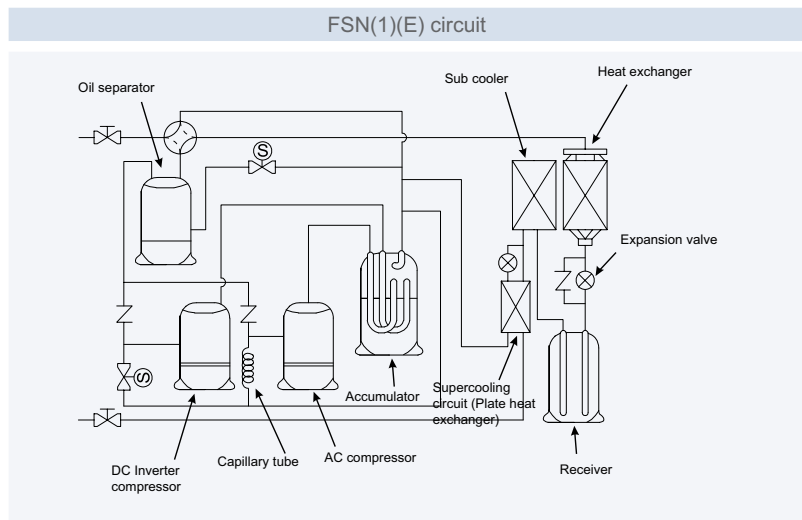 FSN(1)(E) circuit
Oil separator
Sub cooler
Heat exchanger
S
Expansion valve
S
Accumulator
Supercooling
circuit (Plate heat
exchanger)
DC Inverter
compressor
Capillary tube
AC compressor
Receiver